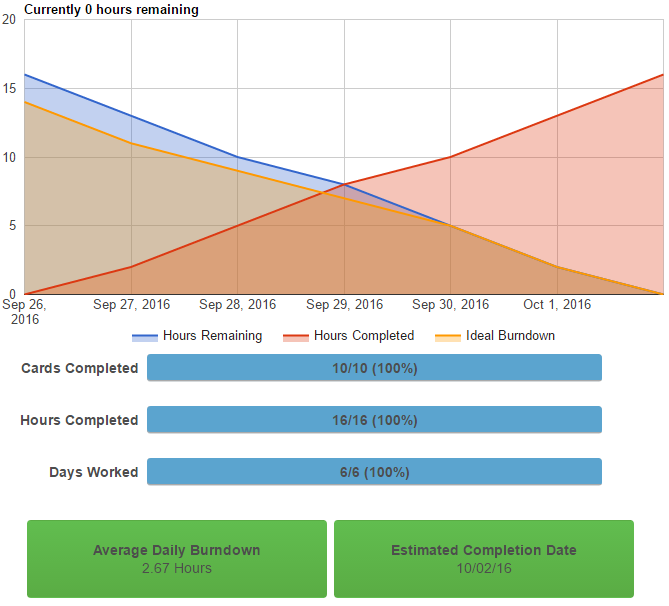 Currently 0 hours remaining
20
15
10
5
0
Sep 26, 2016
Sep 27, 2016
Sep 28, 2016
Sep 29, 2016
Sep 30, 2016
Oct 1, 2016
Hours Remaining
Hours Completed
Ideal Burndown
Cards Completed
10/10 (100%)
Hours Completed
16/16 (100%)
Days Worked
6/6 (100%)
Average Daily Burndown
2.67 Hours
Estimated Completion Date
10/02/16